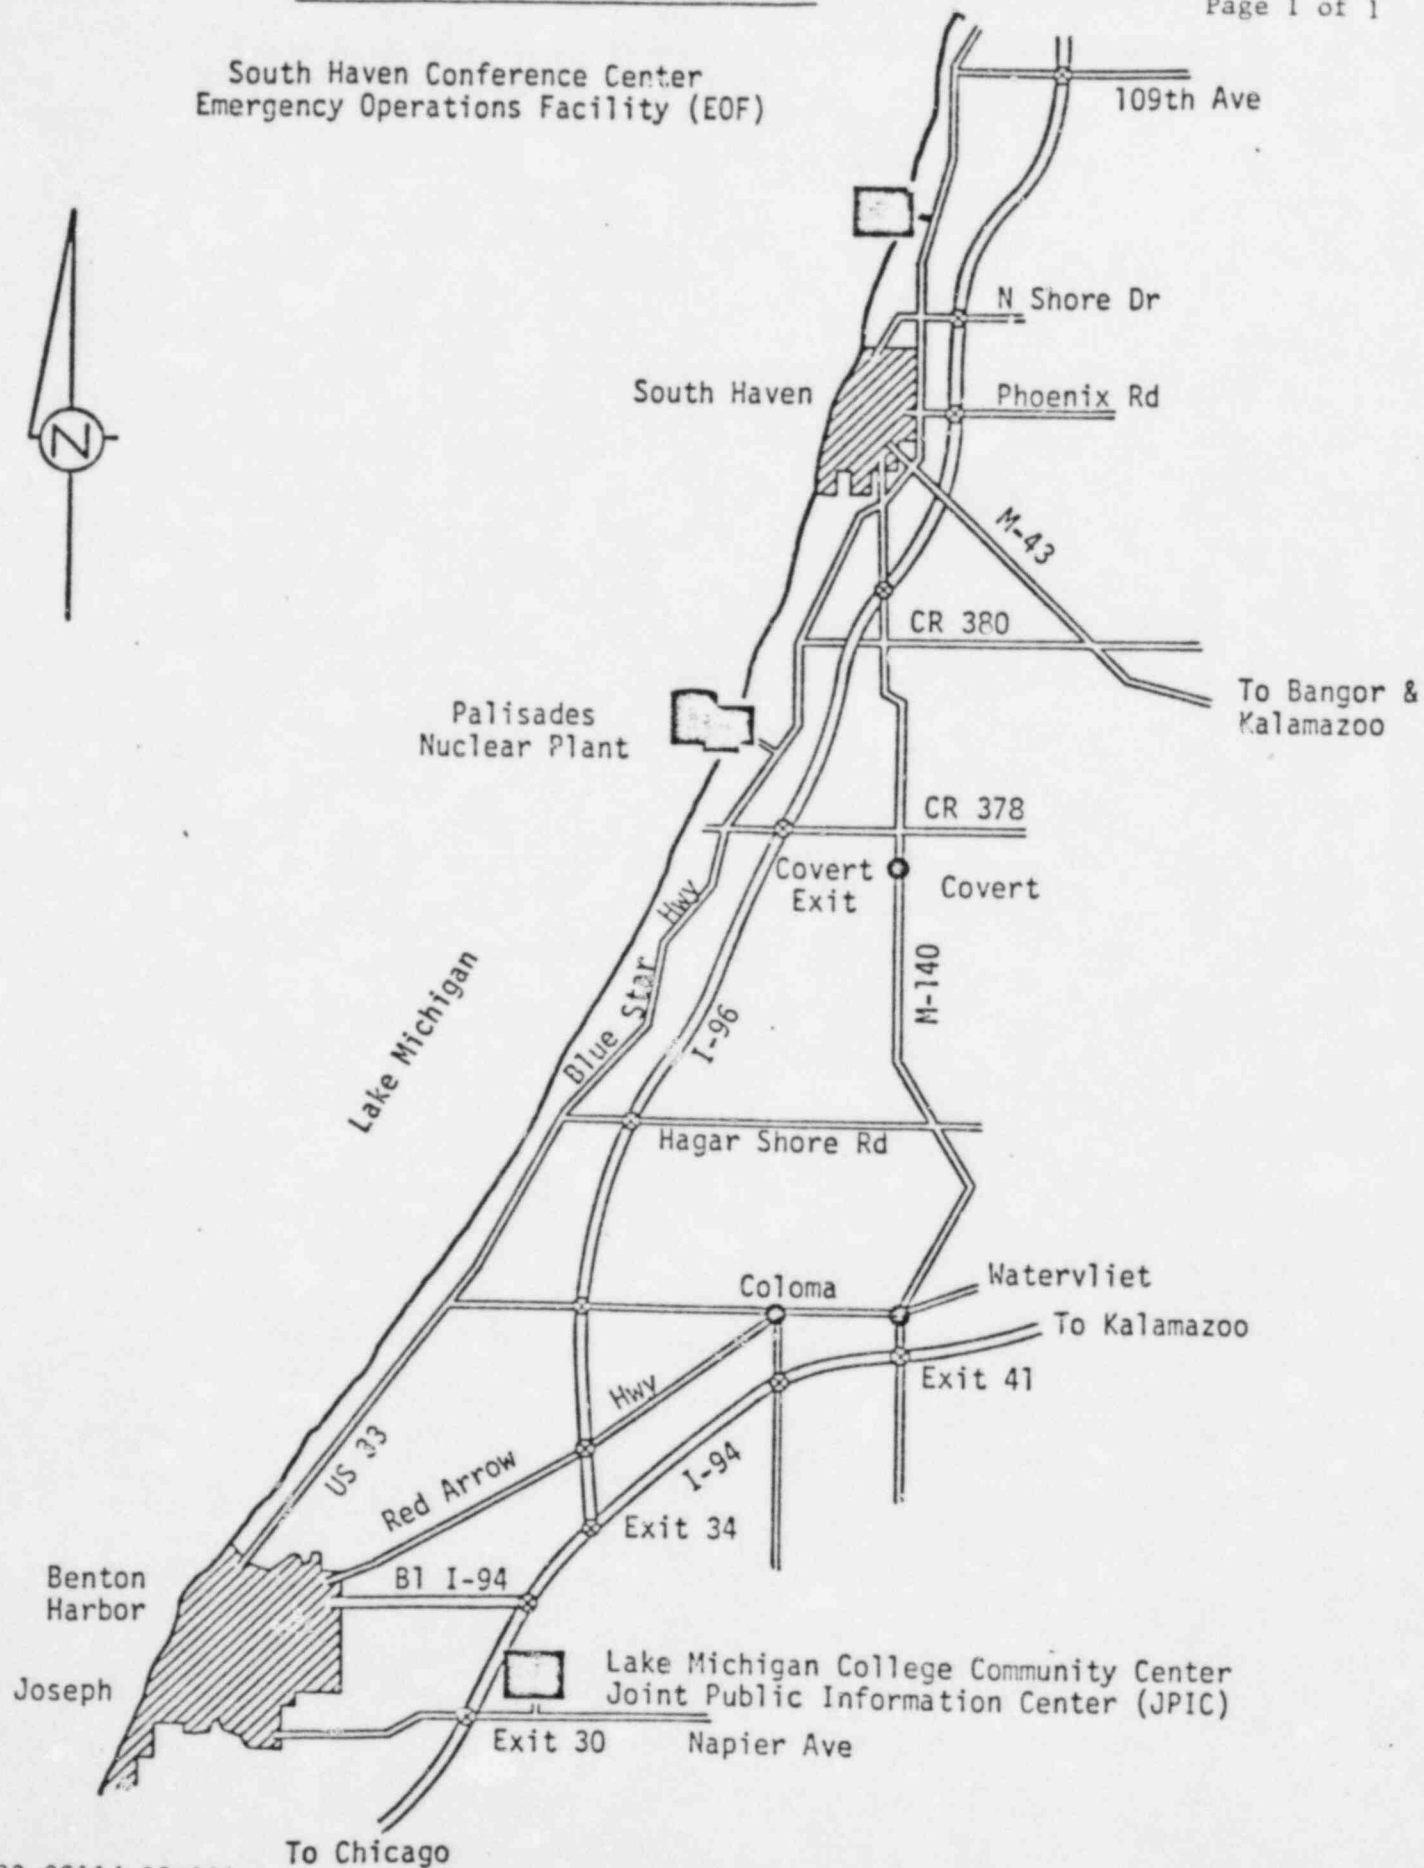 Page 1 of 1
South Haven Conference Center
Emergency Operations Facility (EOF)
109th Ave
N Shore Dr
South Haven
Phoenix Rd
N
M-43
CR 380
To Bangor &
Kalamazoo
Palisades
Nuclear Plant
CR 378
Covert
Exit
Covert
Blue Star Hwy
M-140
Lake Michigan
I-96
Hagar Shore Rd
Coloma
Watervliet
To Kalamazoo
Exit 41
US 33
Red Arrow Hwy
I-94
Exit 34
Benton
Harbor
Bl I-94
Joseph
Lake Michigan College Community Center
Joint Public Information Center (JPIC)
Exit 30
Napier Ave
To Chicago